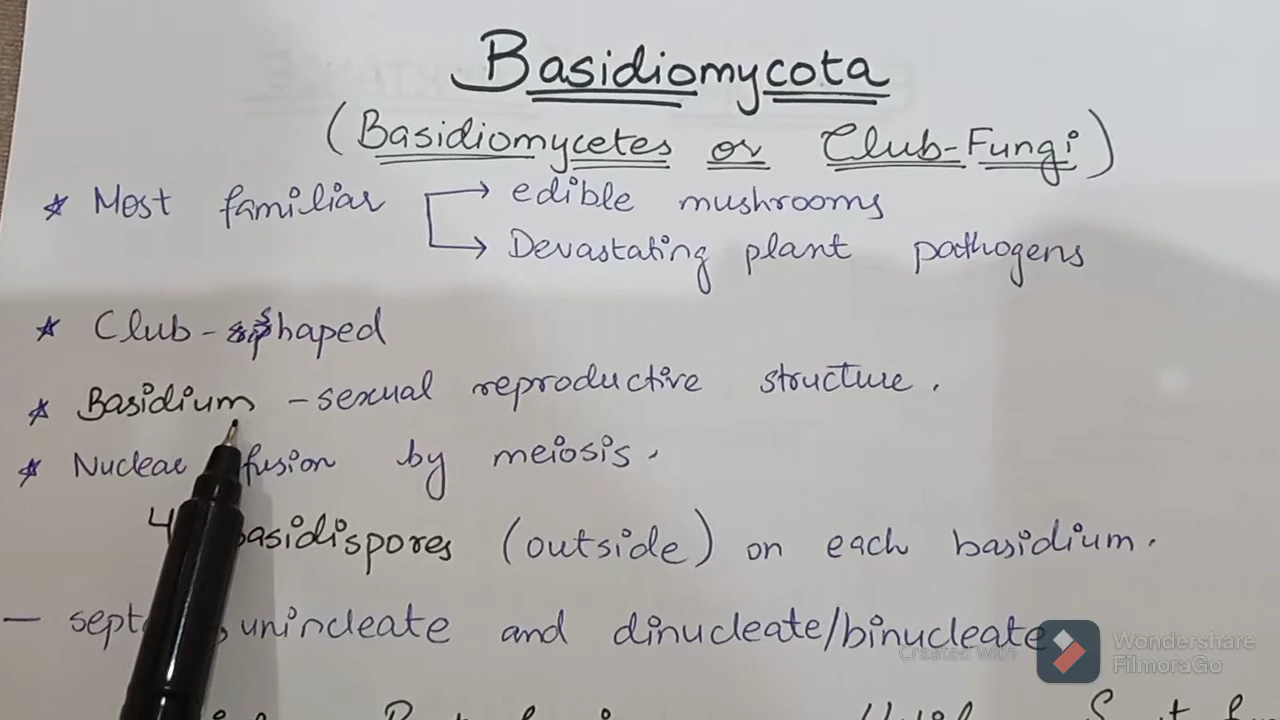 Basidiomycota
(Basidiomycetes or Club-Fungi)
* Most familiar → edible mushrooms
→ Devastating plant pathogens
* Club-shaped
* Basidium - sexual reproductive structure.
* Nuclear fusion by meiosis.
4 basidispores (outside) on each basidium.
- unincleate and dinucleate/binucleate
Created with
Wondershare
FilmoraGo